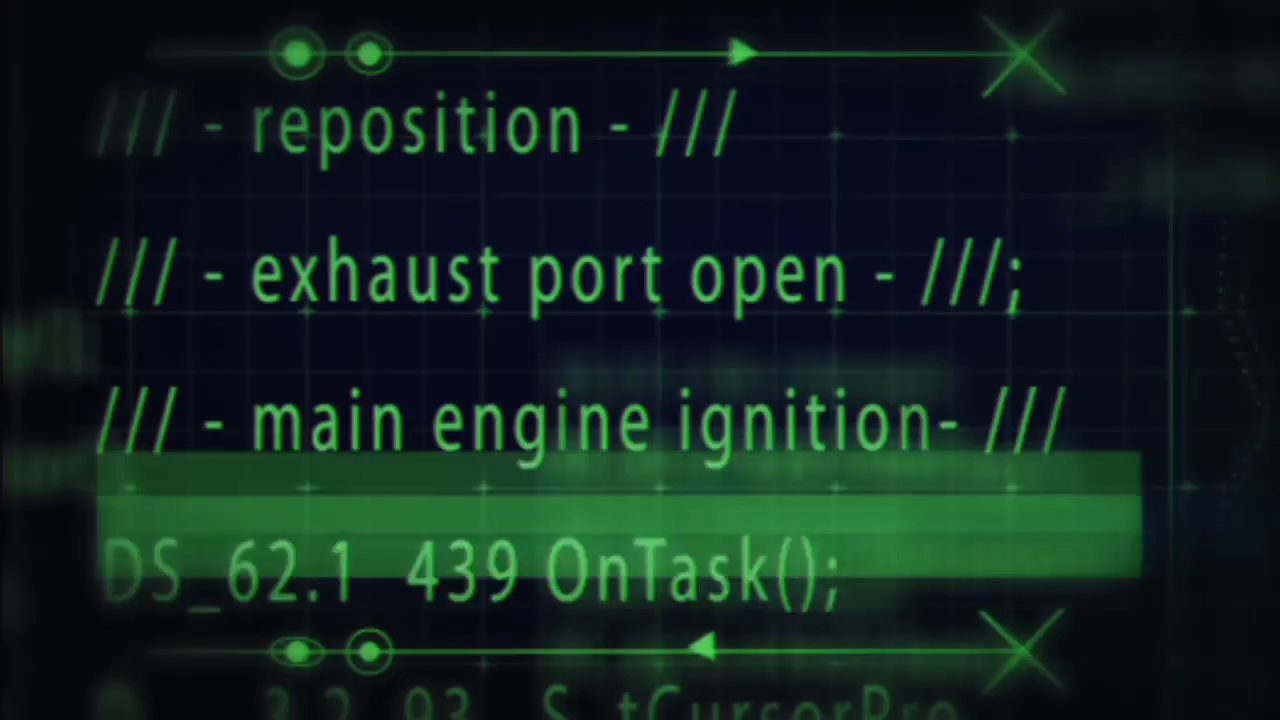 /// - reposition - ///
/// - exhaust port open - ///;
/// - main engine ignition- ///
DS_62.1 439 OnTask();